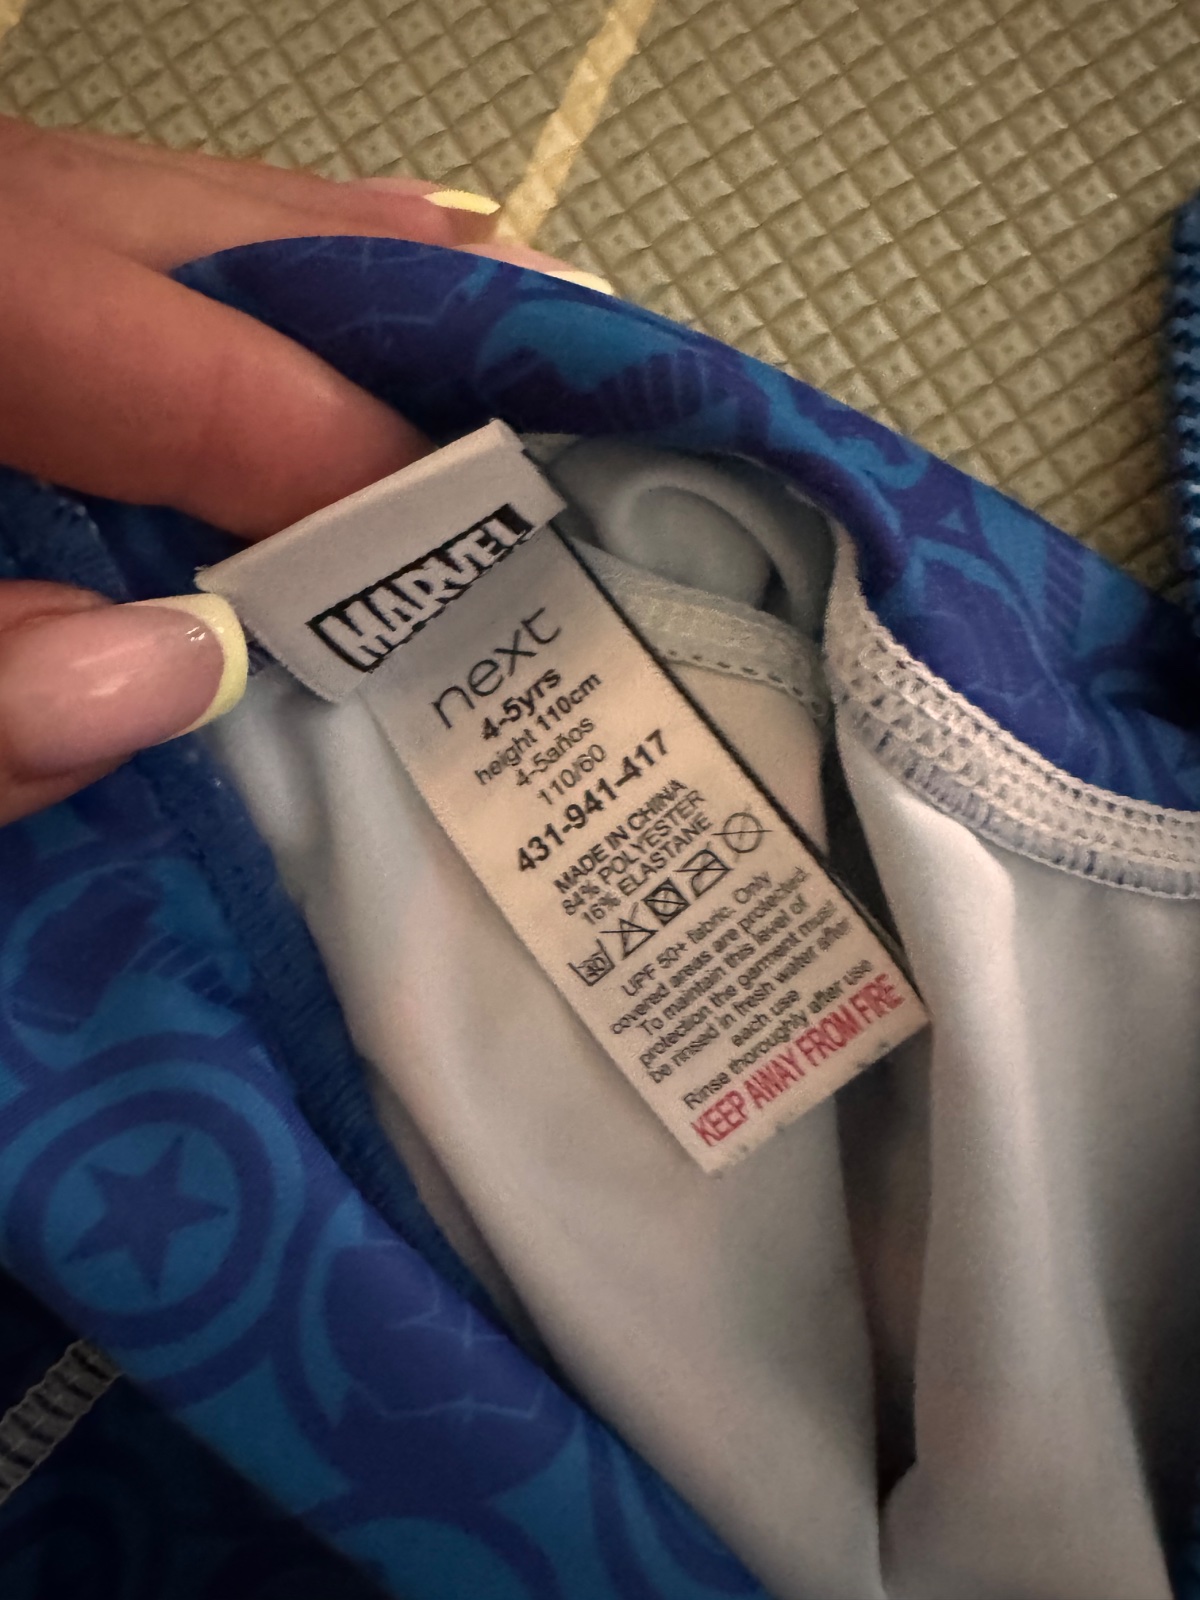 MARVEL
next
4-5yrs
height 110cm
4-5años
110/60
431-941-417
MADE IN CHINA
84% POLYESTER
16% ELASTANE
40
UPF 50+ fabric. Only
covered areas are protected.
To maintain this level of
protection the garment must
be rinsed in fresh water after
each use
Rinse thoroughly after use
KEEP AWAY FROM FIRE